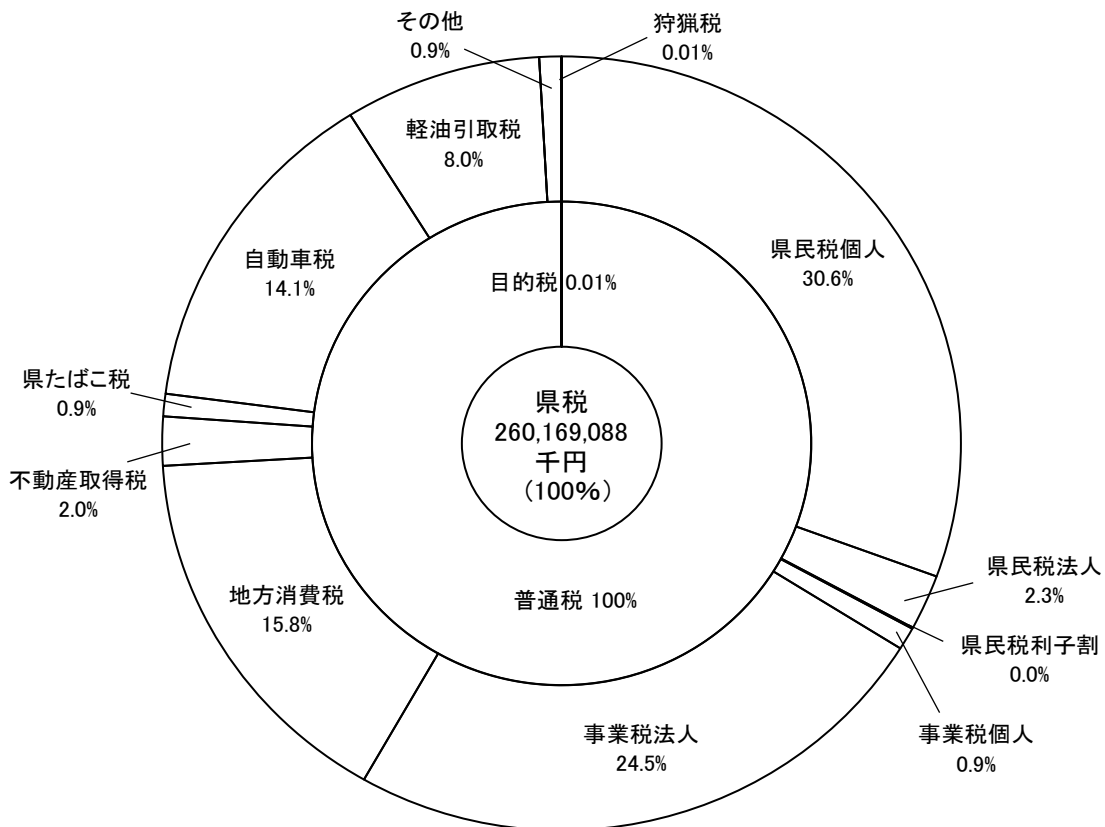 その他
0.9%
狩猟税
0.01%
軽油引取税
8.0%
県民税個人
30.6%
自動車税
14.1%
目的税 0.01%
県たばこ税
0.9%
県税
260,169,088
千円
（100%）
不動産取得税
2.0%
県民税法人
2.3%
地方消費税
15.8%
普通税 100%
県民税利子割
0.0%
事業税法人
24.5%
事業税個人
0.9%